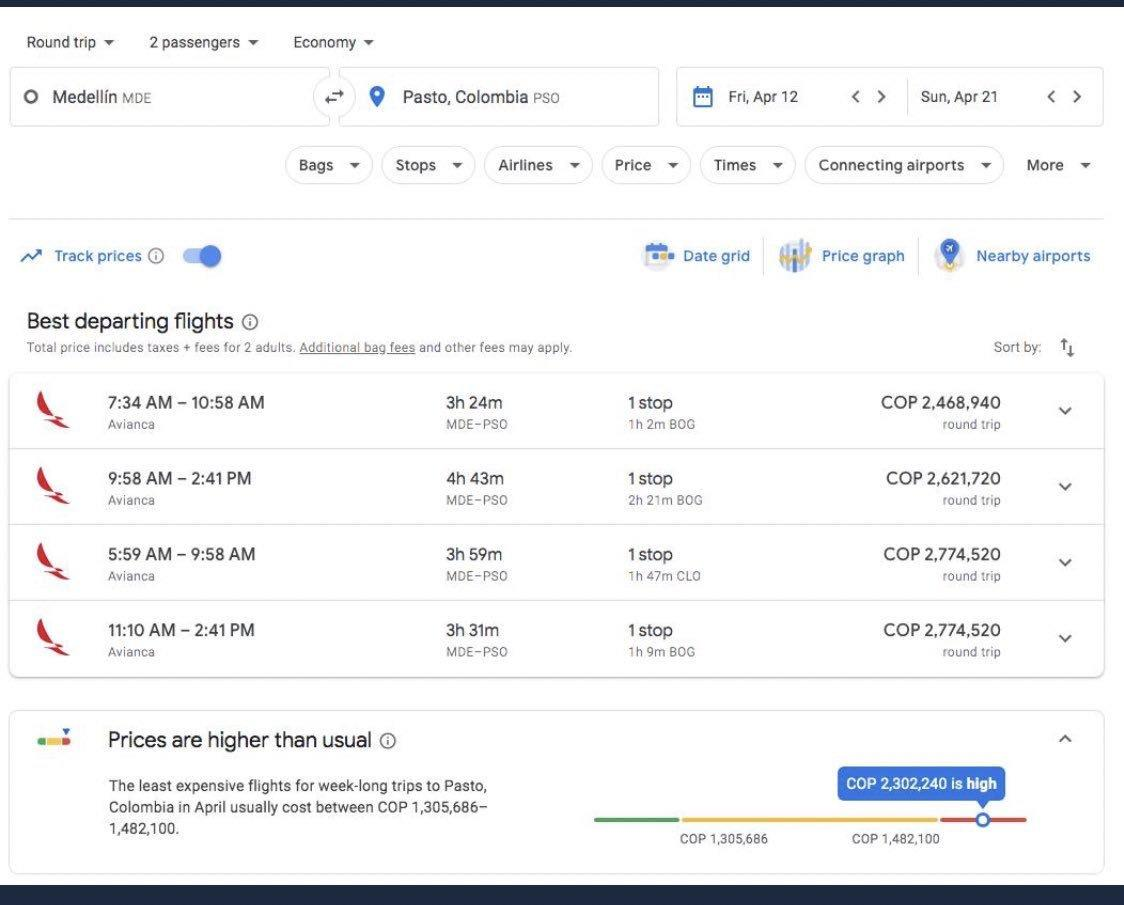 Round trip 2 passengers Economy
Medellín MDE Pasto, Colombia PSO Fri, Apr 12 Sun, Apr 21
Bags Stops Airlines Price Times Connecting airports More
Track prices Date grid Price graph Nearby airports
Best departing flights
Total price includes taxes + fees for 2 adults. Additional bag fees and other fees may apply. Sort by:
7:34 AM – 10:58 AM 3h 24m 1 stop COP 2,468,940
Avianca MDE–PSO 1h 2m BOG round trip
9:58 AM – 2:41 PM 4h 43m 1 stop COP 2,621,720
Avianca MDE–PSO 2h 21m BOG round trip
5:59 AM – 9:58 AM 3h 59m 1 stop COP 2,774,520
Avianca MDE–PSO 1h 47m CLO round trip
11:10 AM – 2:41 PM 3h 31m 1 stop COP 2,774,520
Avianca MDE–PSO 1h 9m BOG round trip
Prices are higher than usual
The least expensive flights for week-long trips to Pasto,
Colombia in April usually cost between COP 1,305,686–
1,482,100.
COP 2,302,240 is high
COP 1,305,686 COP 1,482,100